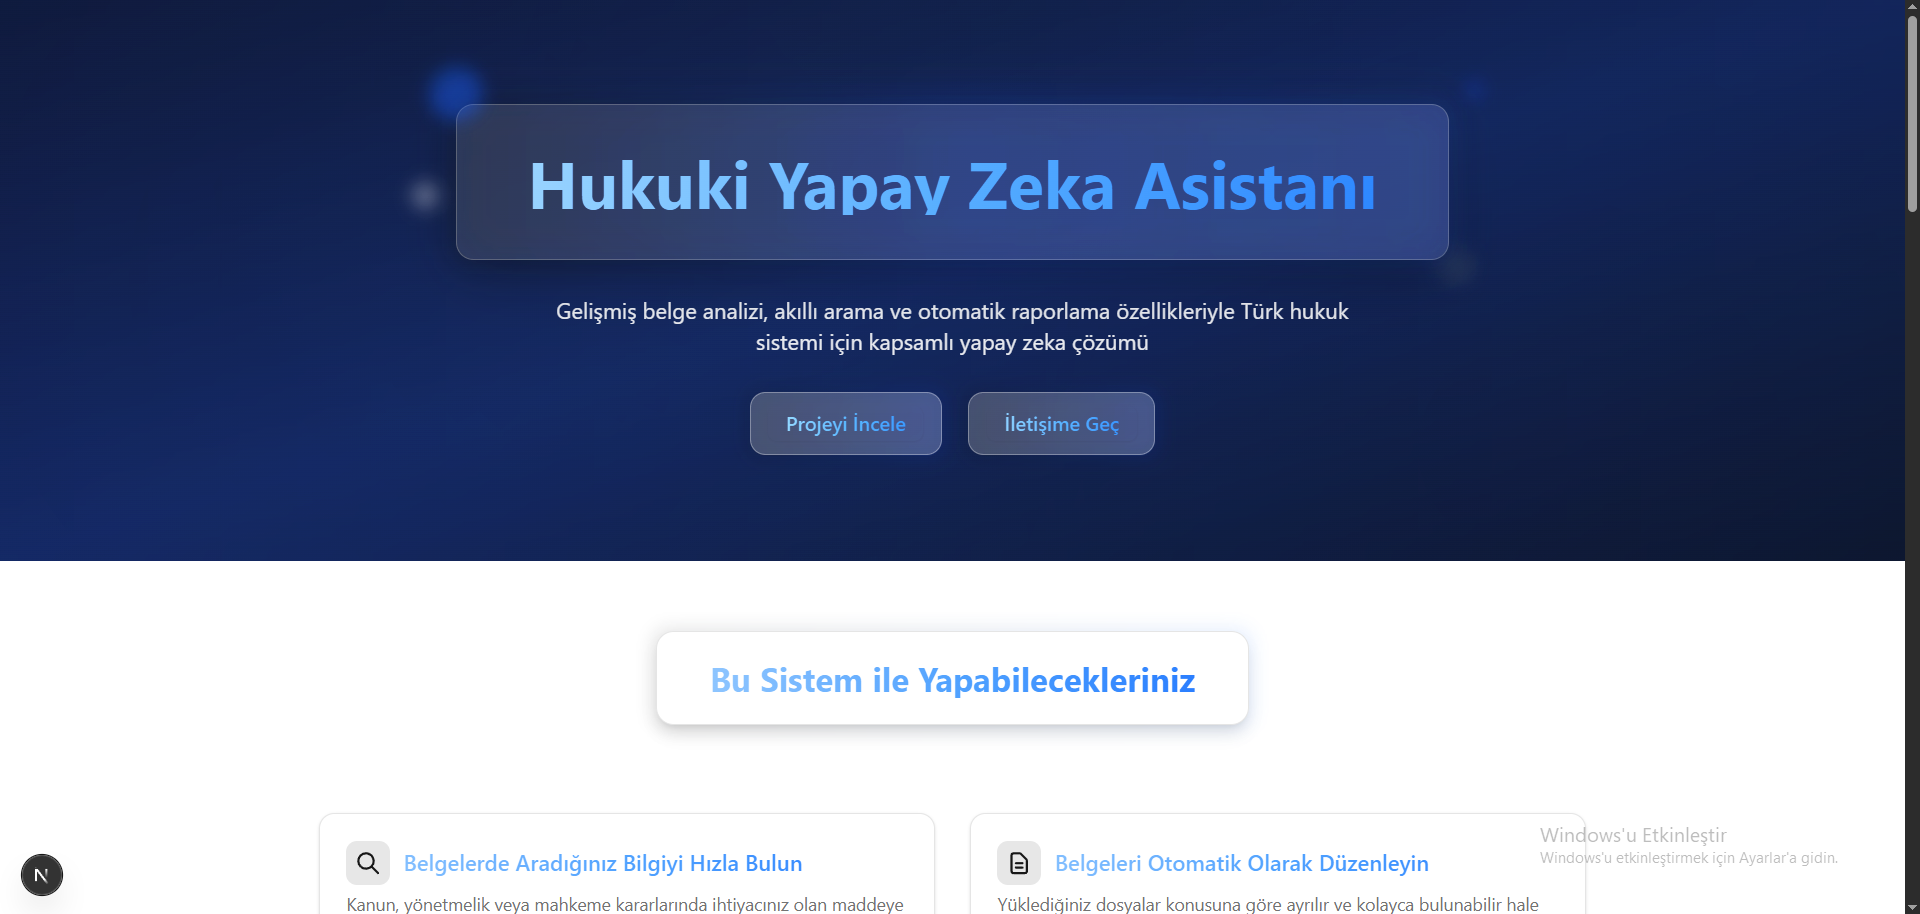 Hukuki Yapay Zeka Asistanı
Gelişmiş belge analizi, akıllı arama ve otomatik raporlama özellikleriyle Türk hukuk
sistemi için kapsamlı yapay zeka çözümü
Projeyi İncele
İletişime Geç
Bu Sistem ile Yapabilecekleriniz
Belgelerde Aradığınız Bilgiyi Hızla Bulun
Kanun, yönetmelik veya mahkeme kararlarında ihtiyacınız olan maddeye
Belgeleri Otomatik Olarak Düzenleyin
Yüklediğiniz dosyalar konusuna göre ayrılır ve kolayca bulunabilir hale
Windows'u Etkinleştir
Windows'u etkinleştirmek için Ayarlar'a gidin.
N